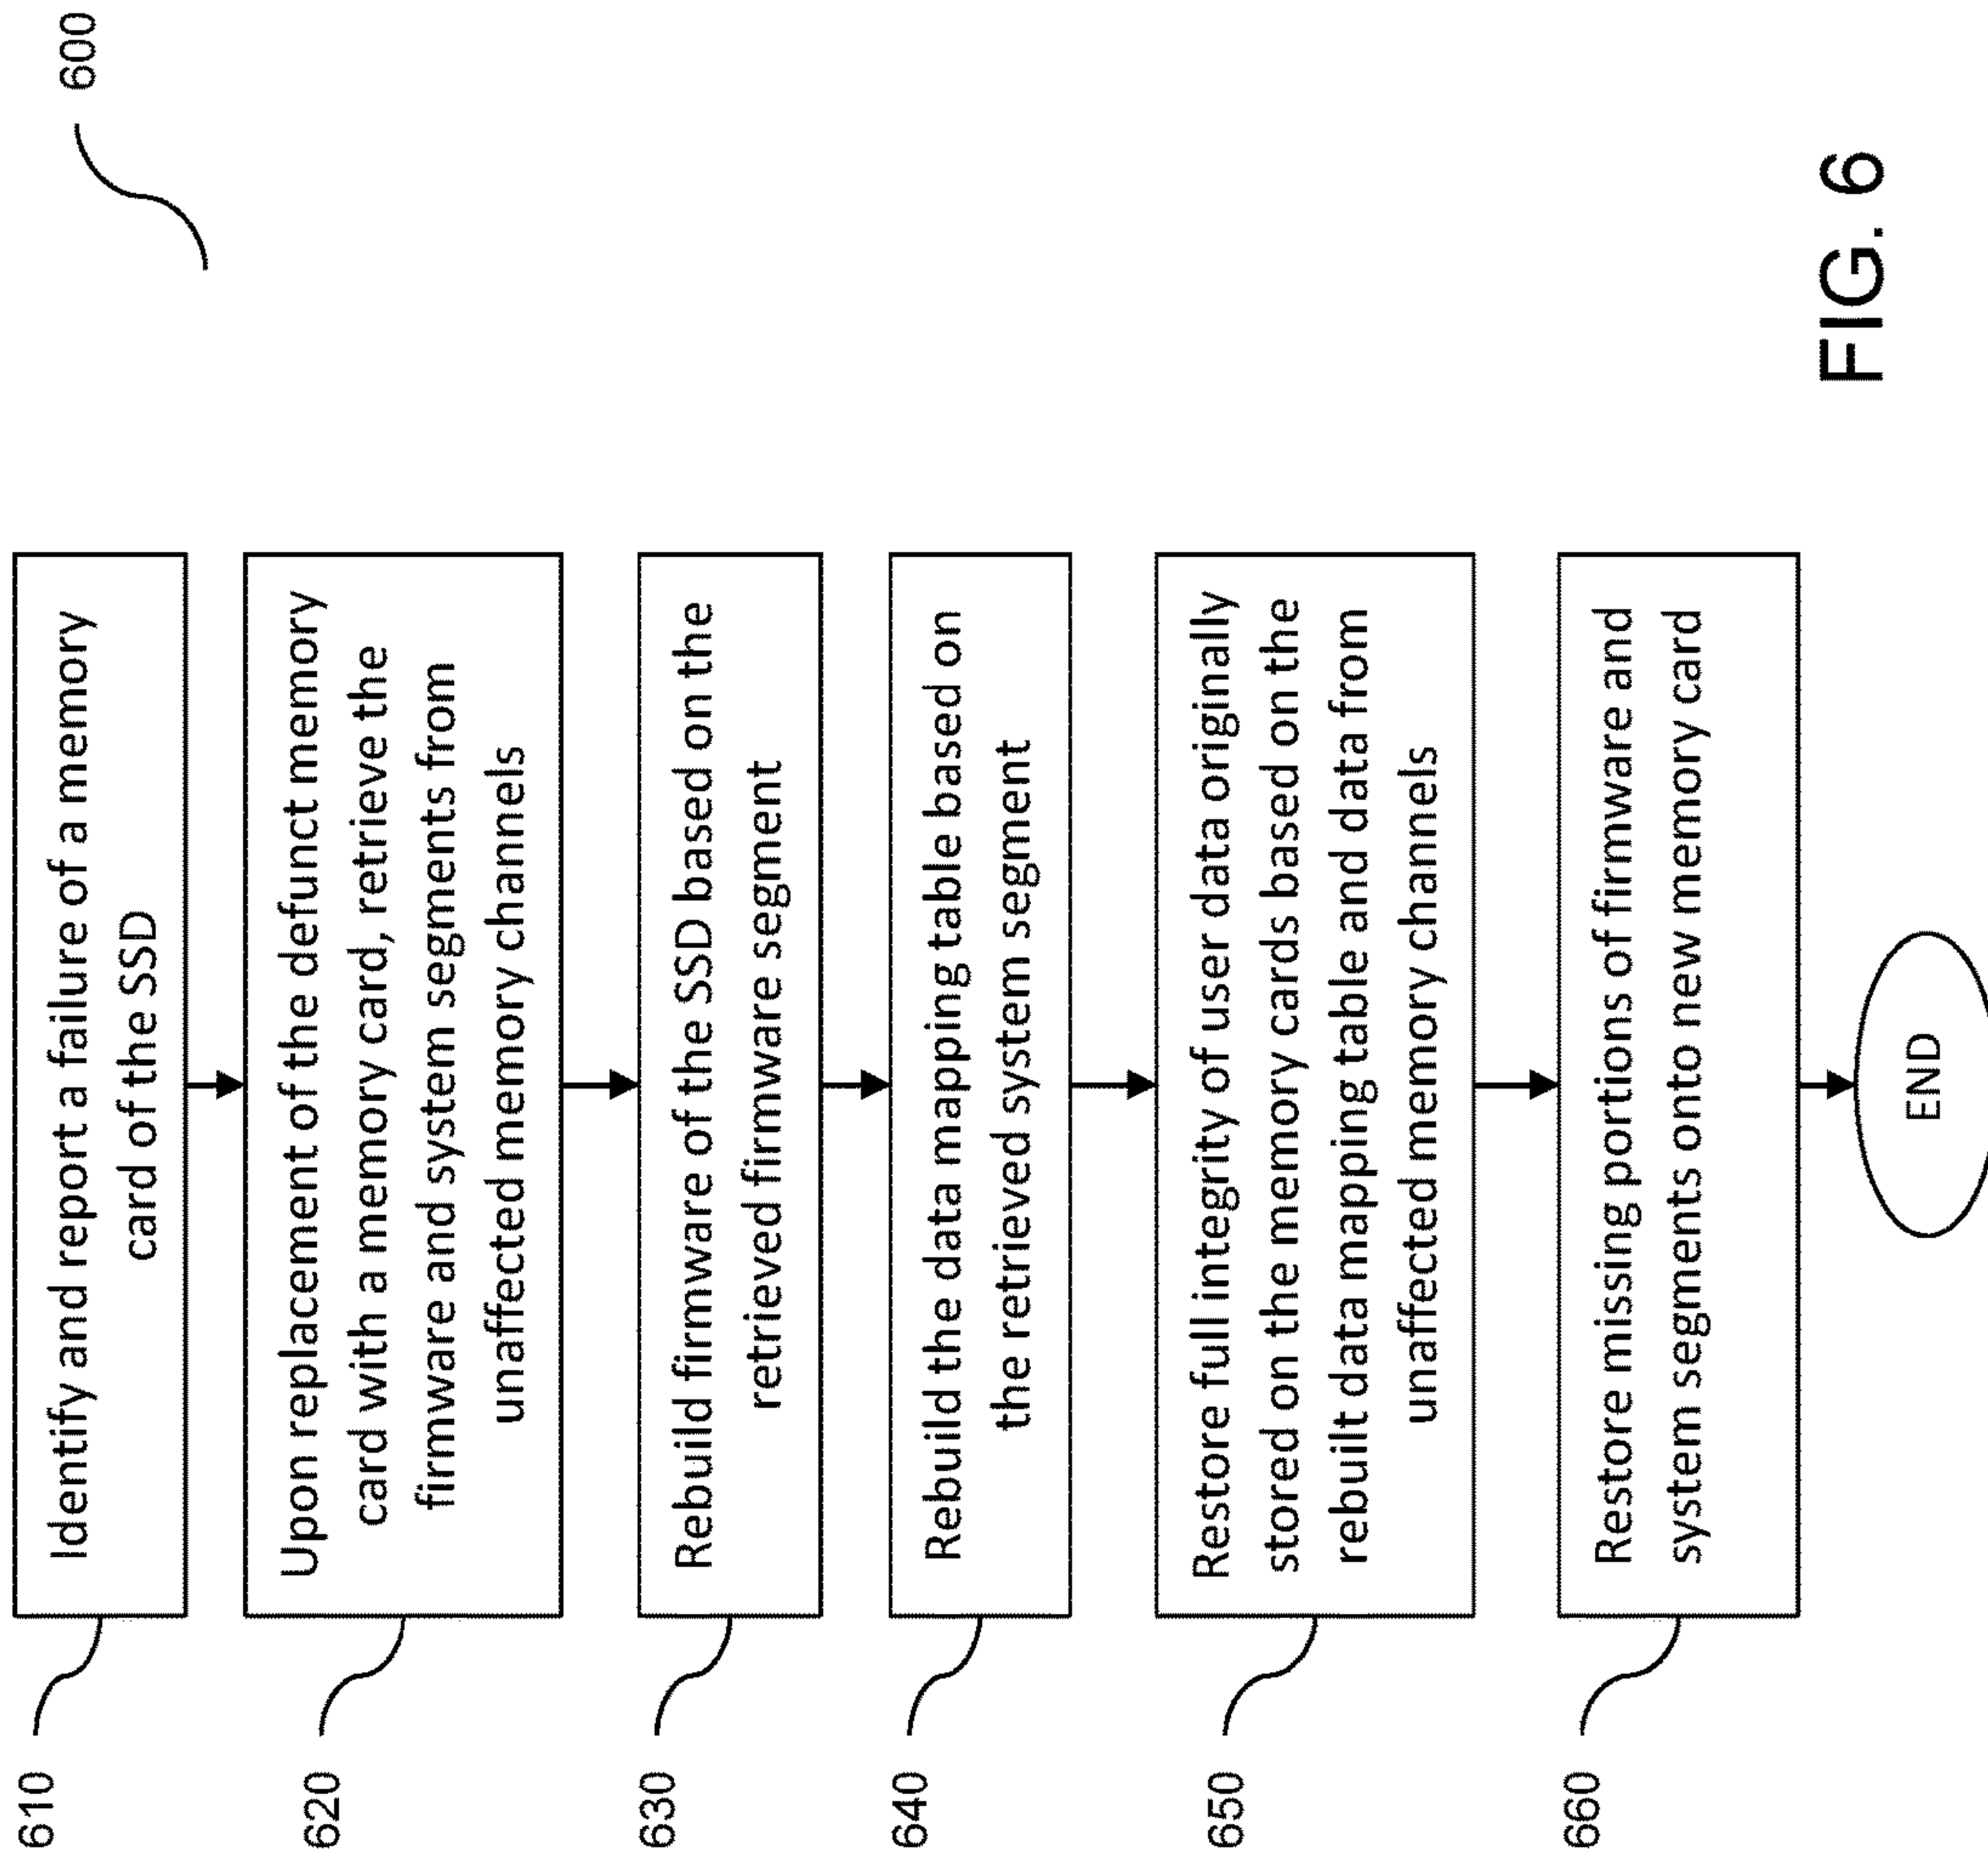 600
610
Identify and report a failure of a memory
card of the SSD
620
Upon replacement of the defunct memory
card with a memory card, retrieve the
firmware and system segments from
unaffected memory channels
630
Rebuild firmware of the SSD based on the
retrieved firmware segment
640
Rebuild the data mapping table based on
the retrieved system segment
650
Restore full integrity of user data originally
stored on the memory cards based on the
rebuilt data mapping table and data from
unaffected memory channels
660
Restore missing portions of firmware and
system segments onto new memory card
END
FIG. 6